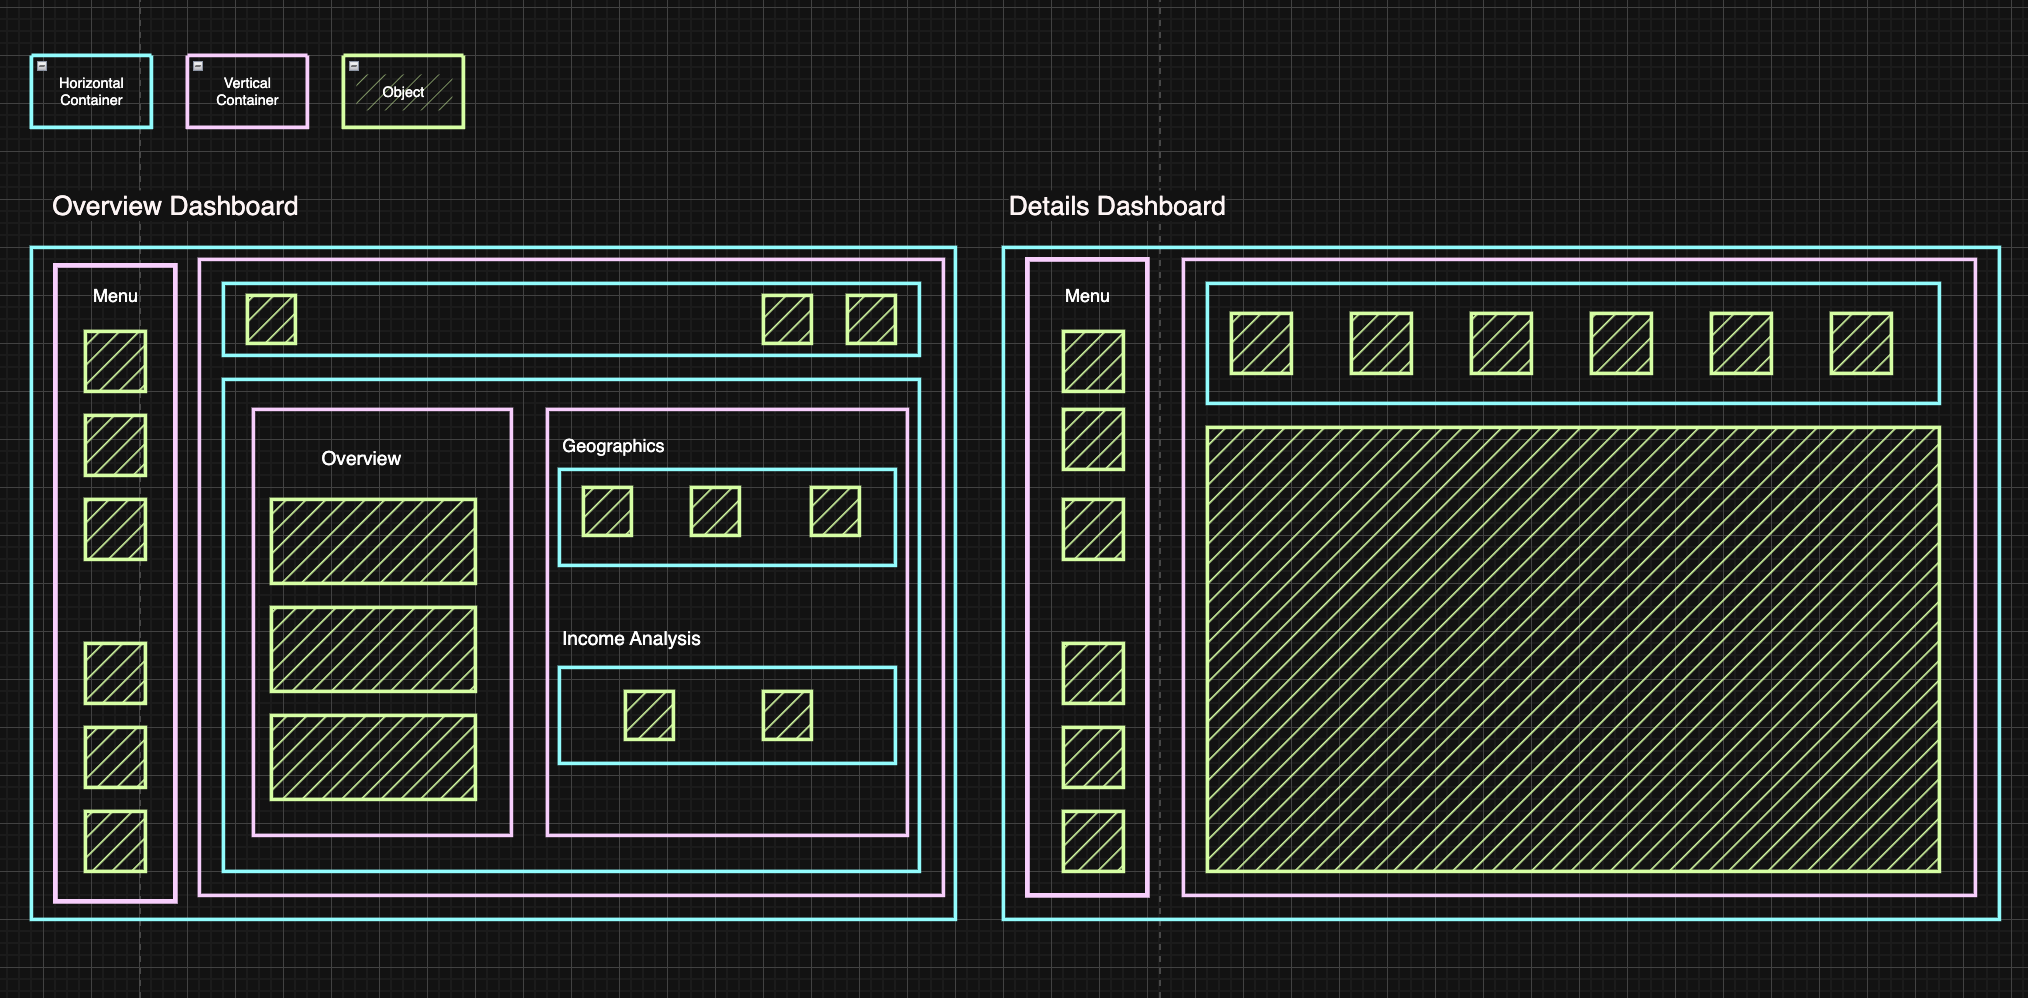 Horizontal
Container
Vertical
Container
Object
Overview Dashboard
Details Dashboard
Menu
Overview
Geographics
Income Analysis
Menu